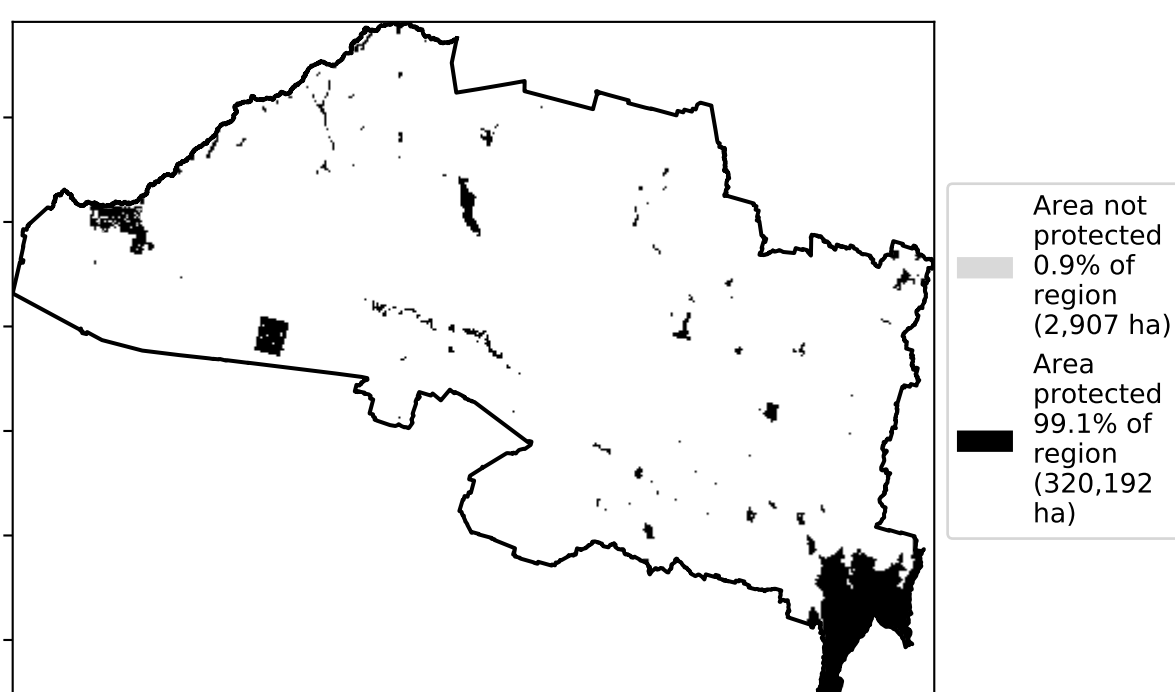 Area not
protected
0.9% of
region
(2,907 ha)
Area
protected
99.1% of
region
(320,192
ha)